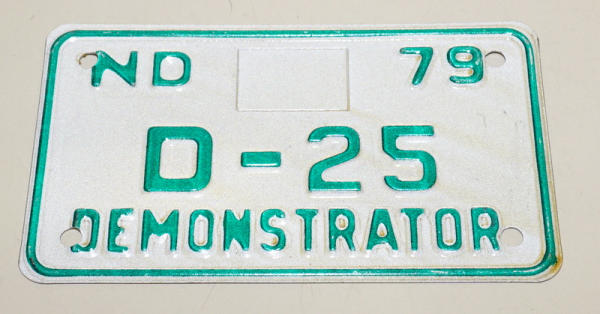 ND 79
D-25
DEMONSTRATOR